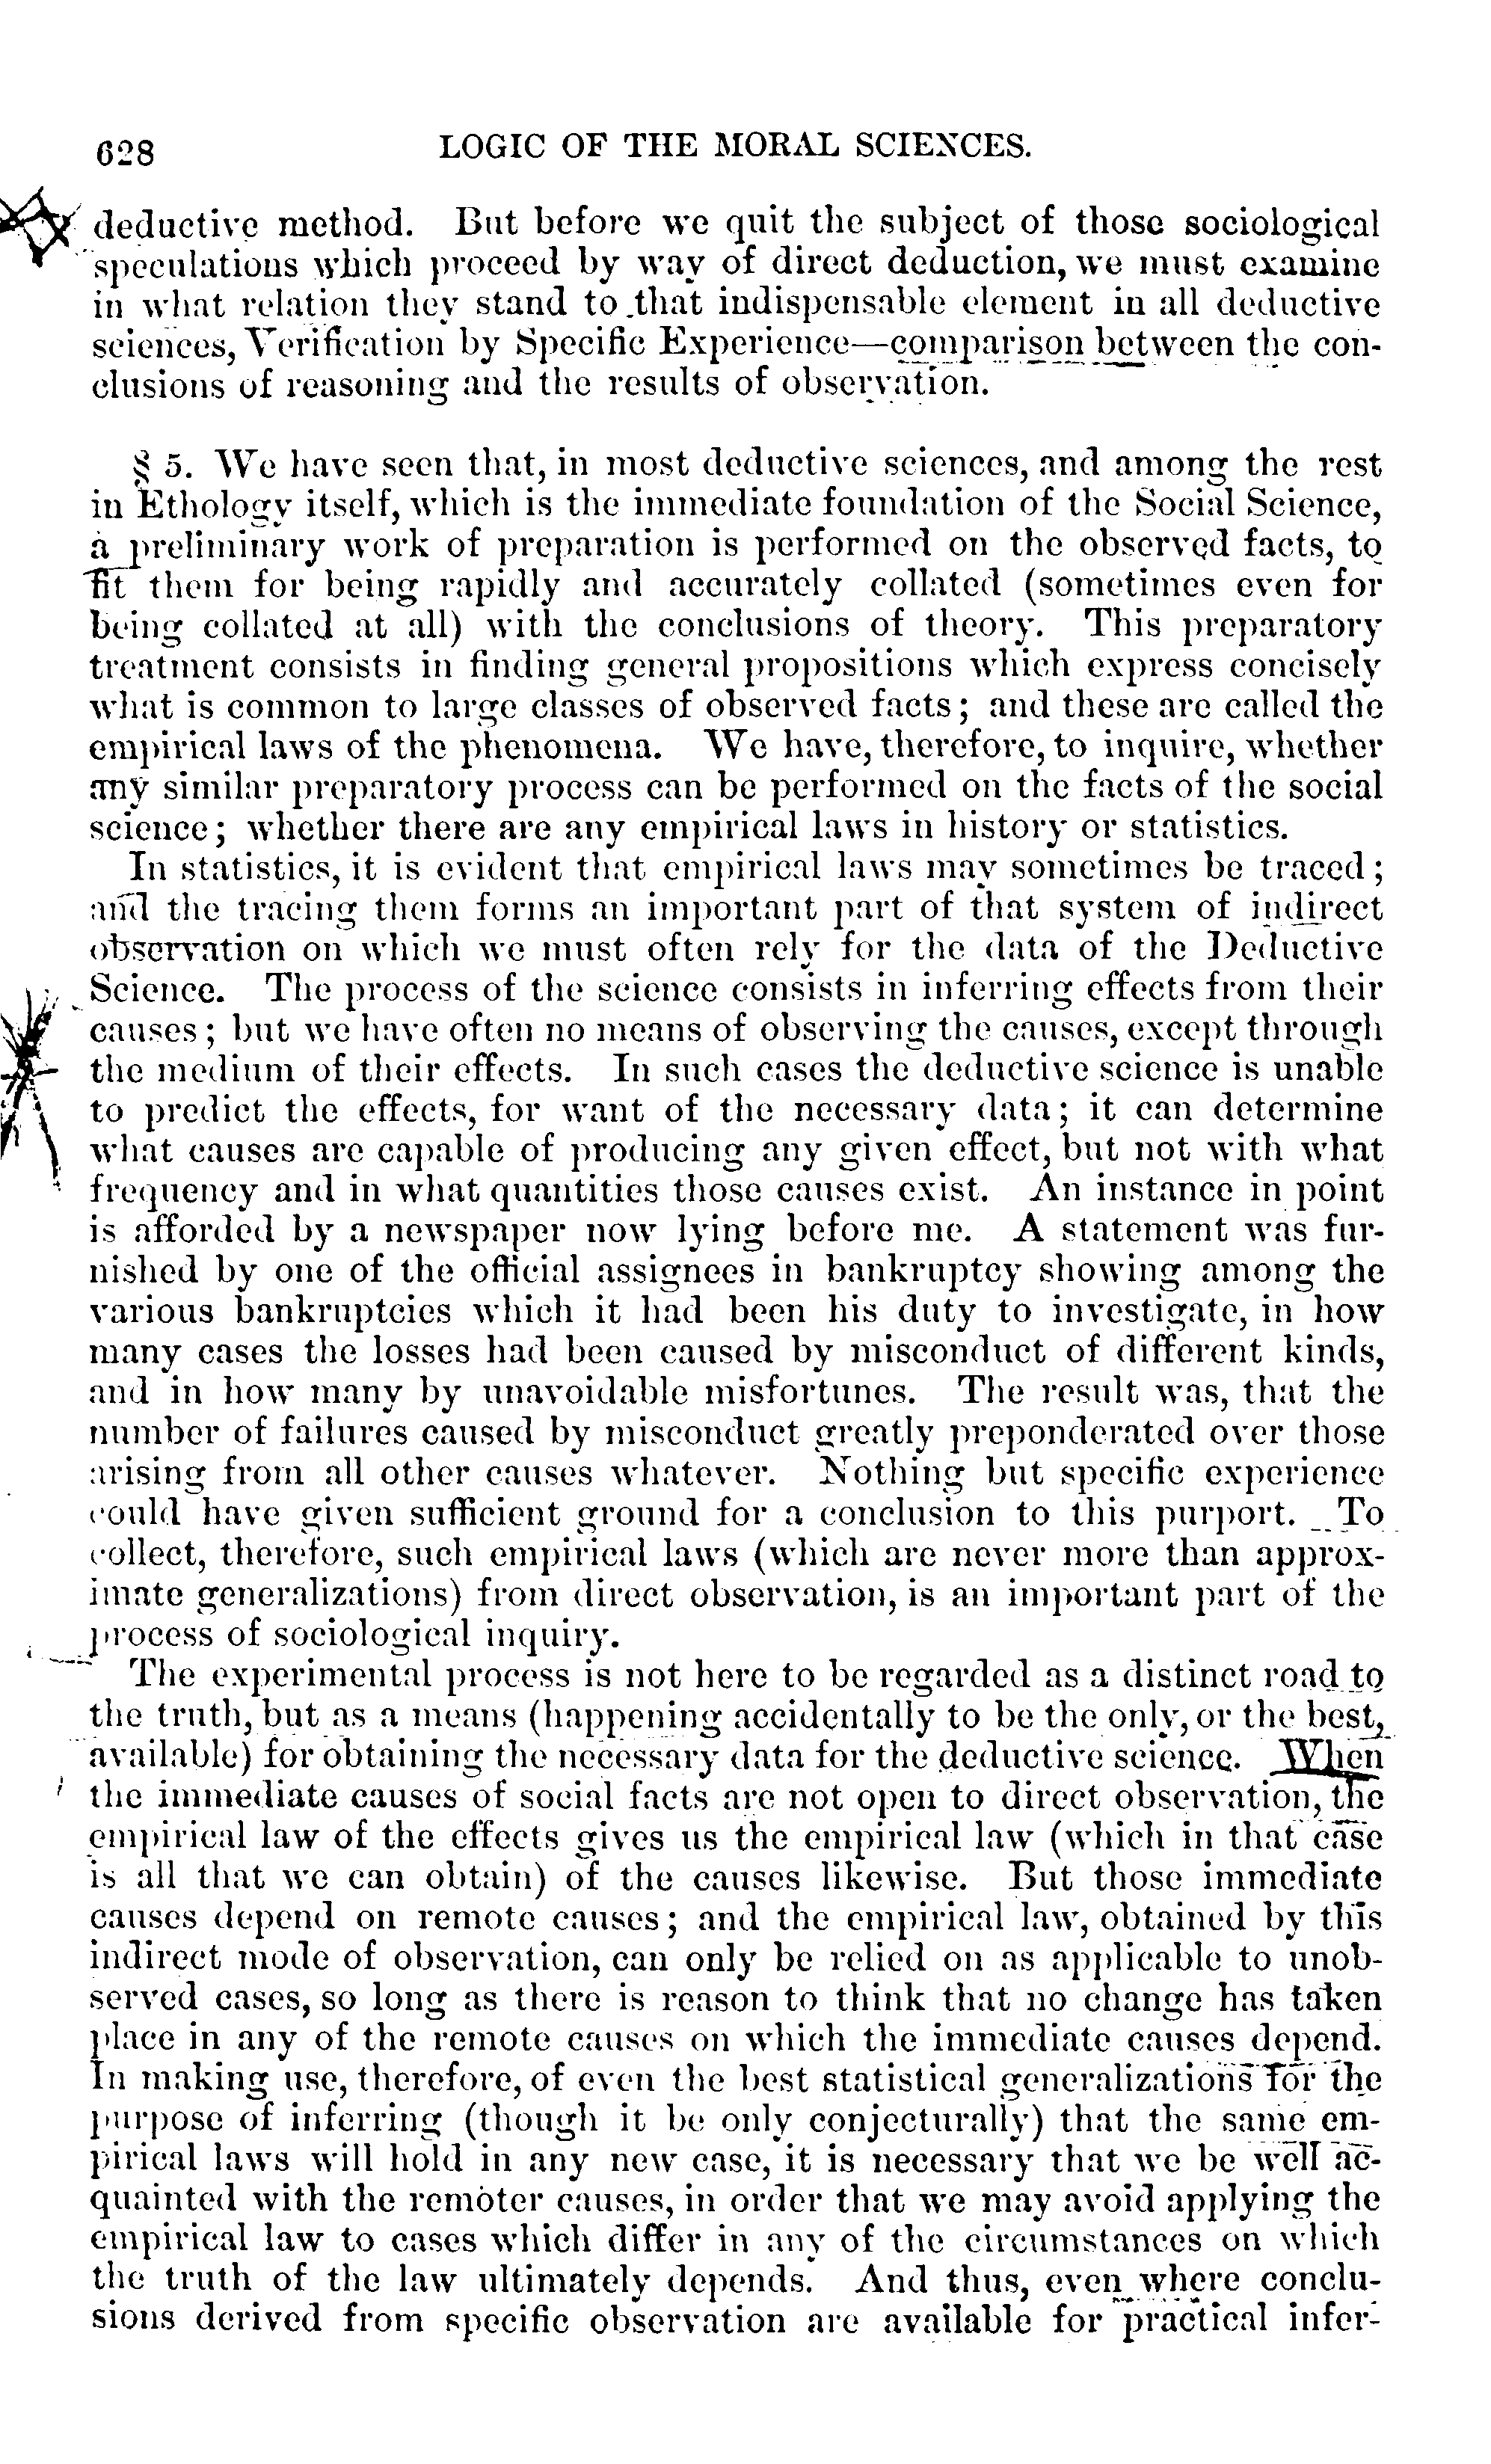 628 LOGIC OF THE MORAL SCIENCES.
deductive method. But before we quit the subject of those sociological
speculations which proceed by way of direct deduction, we must examine
in what relation they stand to that indispensable element in all deductive
sciences, Verification by Specific Experience—comparison between the con-
clusions of reasoning and the results of observation.
§ 5. We have seen that, in most deductive sciences, and among the rest
in Ethology itself, which is the immediate foundation of the Social Science,
a preliminary work of preparation is performed on the observed facts, to
fit them for being rapidly and accurately collated (sometimes even for
being collated at all) with the conclusions of theory. This preparatory
treatment consists in finding general propositions which express concisely
what is common to large classes of observed facts; and these are called the
empirical laws of the phenomena. We have, therefore, to inquire, whether
any similar preparatory process can be performed on the facts of the social
science; whether there are any empirical laws in history or statistics.
In statistics, it is evident that empirical laws may sometimes be traced;
and the tracing them forms an important part of that system of indirect
observation on which we must often rely for the data of the Deductive
Science. The process of the science consists in inferring effects from their
causes; but we have often no means of observing the causes, except through
the medium of their effects. In such cases the deductive science is unable
to predict the effects, for want of the necessary data; it can determine
what causes are capable of producing any given effect, but not with what
frequency and in what quantities those causes exist. An instance in point
is afforded by a newspaper now lying before me. A statement was fur-
nished by one of the official assignees in bankruptcy showing among the
various bankruptcies which it had been his duty to investigate, in how
many cases the losses had been caused by misconduct of different kinds,
and in how many by unavoidable misfortunes. The result was, that the
number of failures caused by misconduct greatly preponderated over those
arising from all other causes whatever. Nothing but specific experience
could have given sufficient ground for a conclusion to this purport. To
collect, therefore, such empirical laws (which are never more than approx-
imate generalizations) from direct observation, is an important part of the
process of sociological inquiry.
The experimental process is not here to be regarded as a distinct road to
the truth, but as a means (happening accidentally to be the only, or the best,
available) for obtaining the necessary data for the deductive science. When
the immediate causes of social facts are not open to direct observation, the
empirical law of the effects gives us the empirical law (which in that case
is all that we can obtain) of the causes likewise. But those immediate
causes depend on remote causes; and the empirical law, obtained by this
indirect mode of observation, can only be relied on as applicable to unob-
served cases, so long as there is reason to think that no change has taken
place in any of the remote causes on which the immediate causes depend.
In making use, therefore, of even the best statistical generalizations for the
purpose of inferring (though it be only conjecturally) that the same em-
pirical laws will hold in any new case, it is necessary that we be well ac-
quainted with the remoter causes, in order that we may avoid applying the
empirical law to cases which differ in any of the circumstances on which
the truth of the law ultimately depends. And thus, even where conclu-
sions derived from specific observation are available for practical infer-